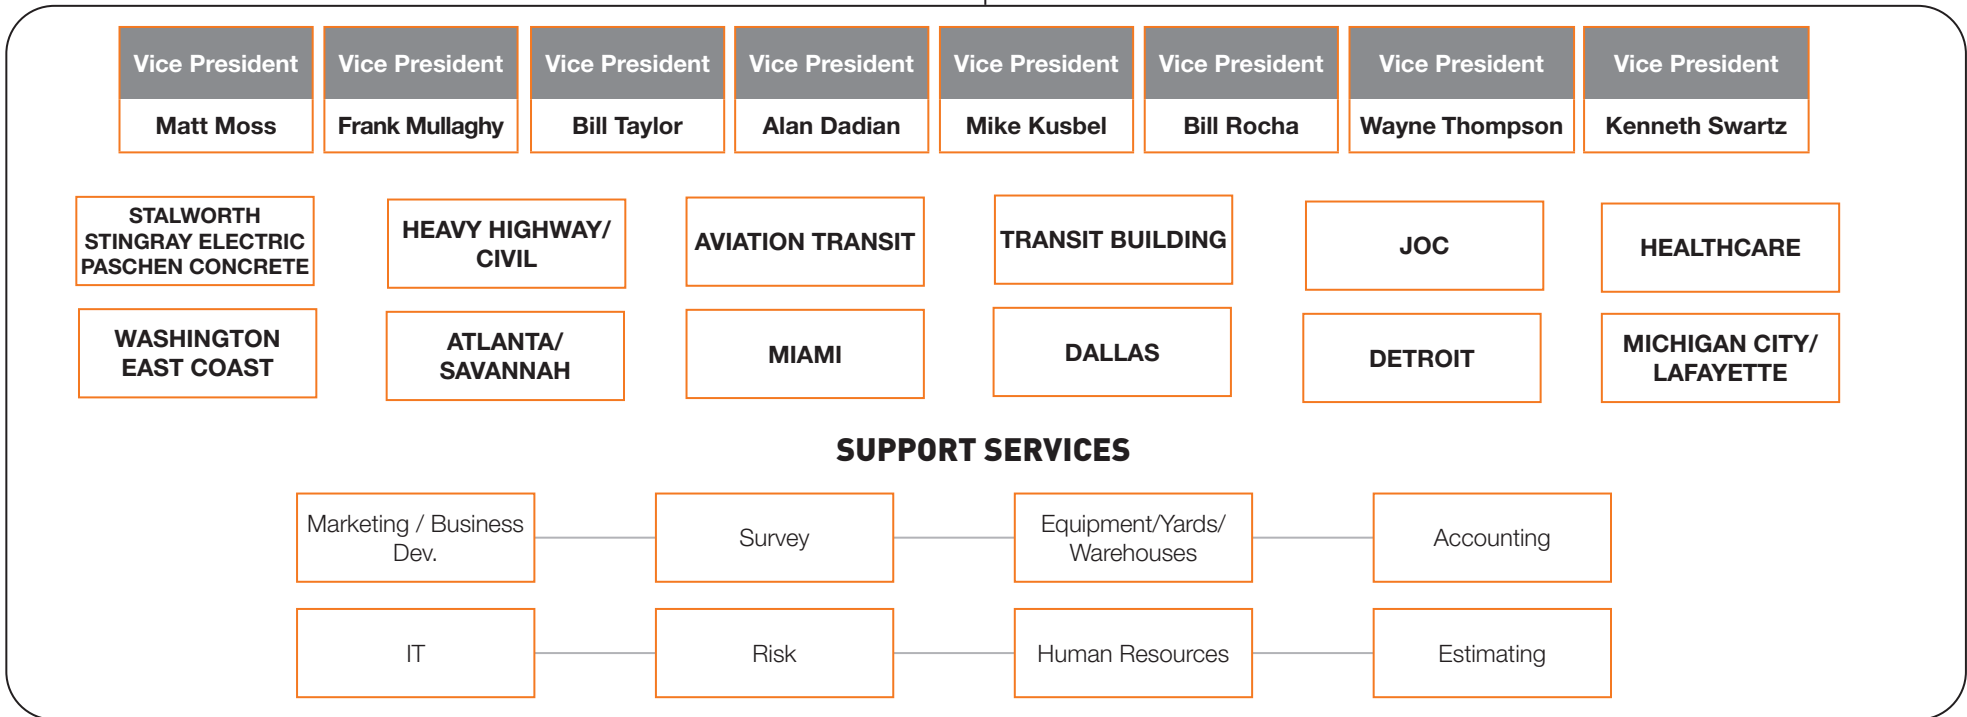 Vice President
Vice President
Vice President
Vice President
Vice President
Vice President
Vice President
Vice President
Matt Moss
Frank Mullaghy
Bill Taylor
Alan Dadian
Mike Kusbel
Bill Rocha
Wayne Thompson
Kenneth Swartz
STALWORTH
STINGRAY ELECTRIC
PASCHEN CONCRETE
HEAVY HIGHWAY/
CIVIL
AVIATION TRANSIT
TRANSIT BUILDING
JOC
HEALTHCARE
WASHINGTON
EAST COAST
ATLANTA/
SAVANNAH
MIAMI
DALLAS
DETROIT
MICHIGAN CITY/
LAFAYETTE
SUPPORT SERVICES
Marketing / Business
Dev.
Survey
Equipment/Yards/
Warehouses
Accounting
IT
Risk
Human Resources
Estimating